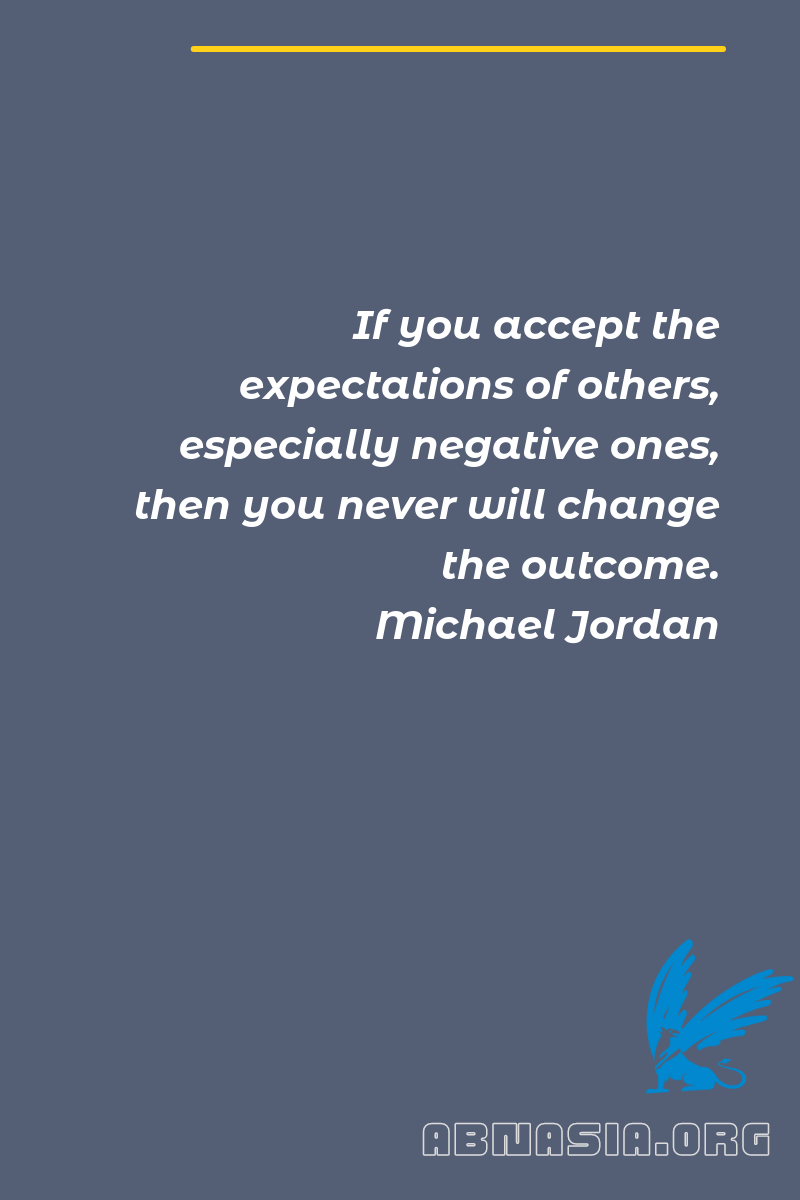 If you accept the
expectations of others,
especially negative ones,
then you never will change
the outcome.
Michael Jordan
ABNASIA.ORG